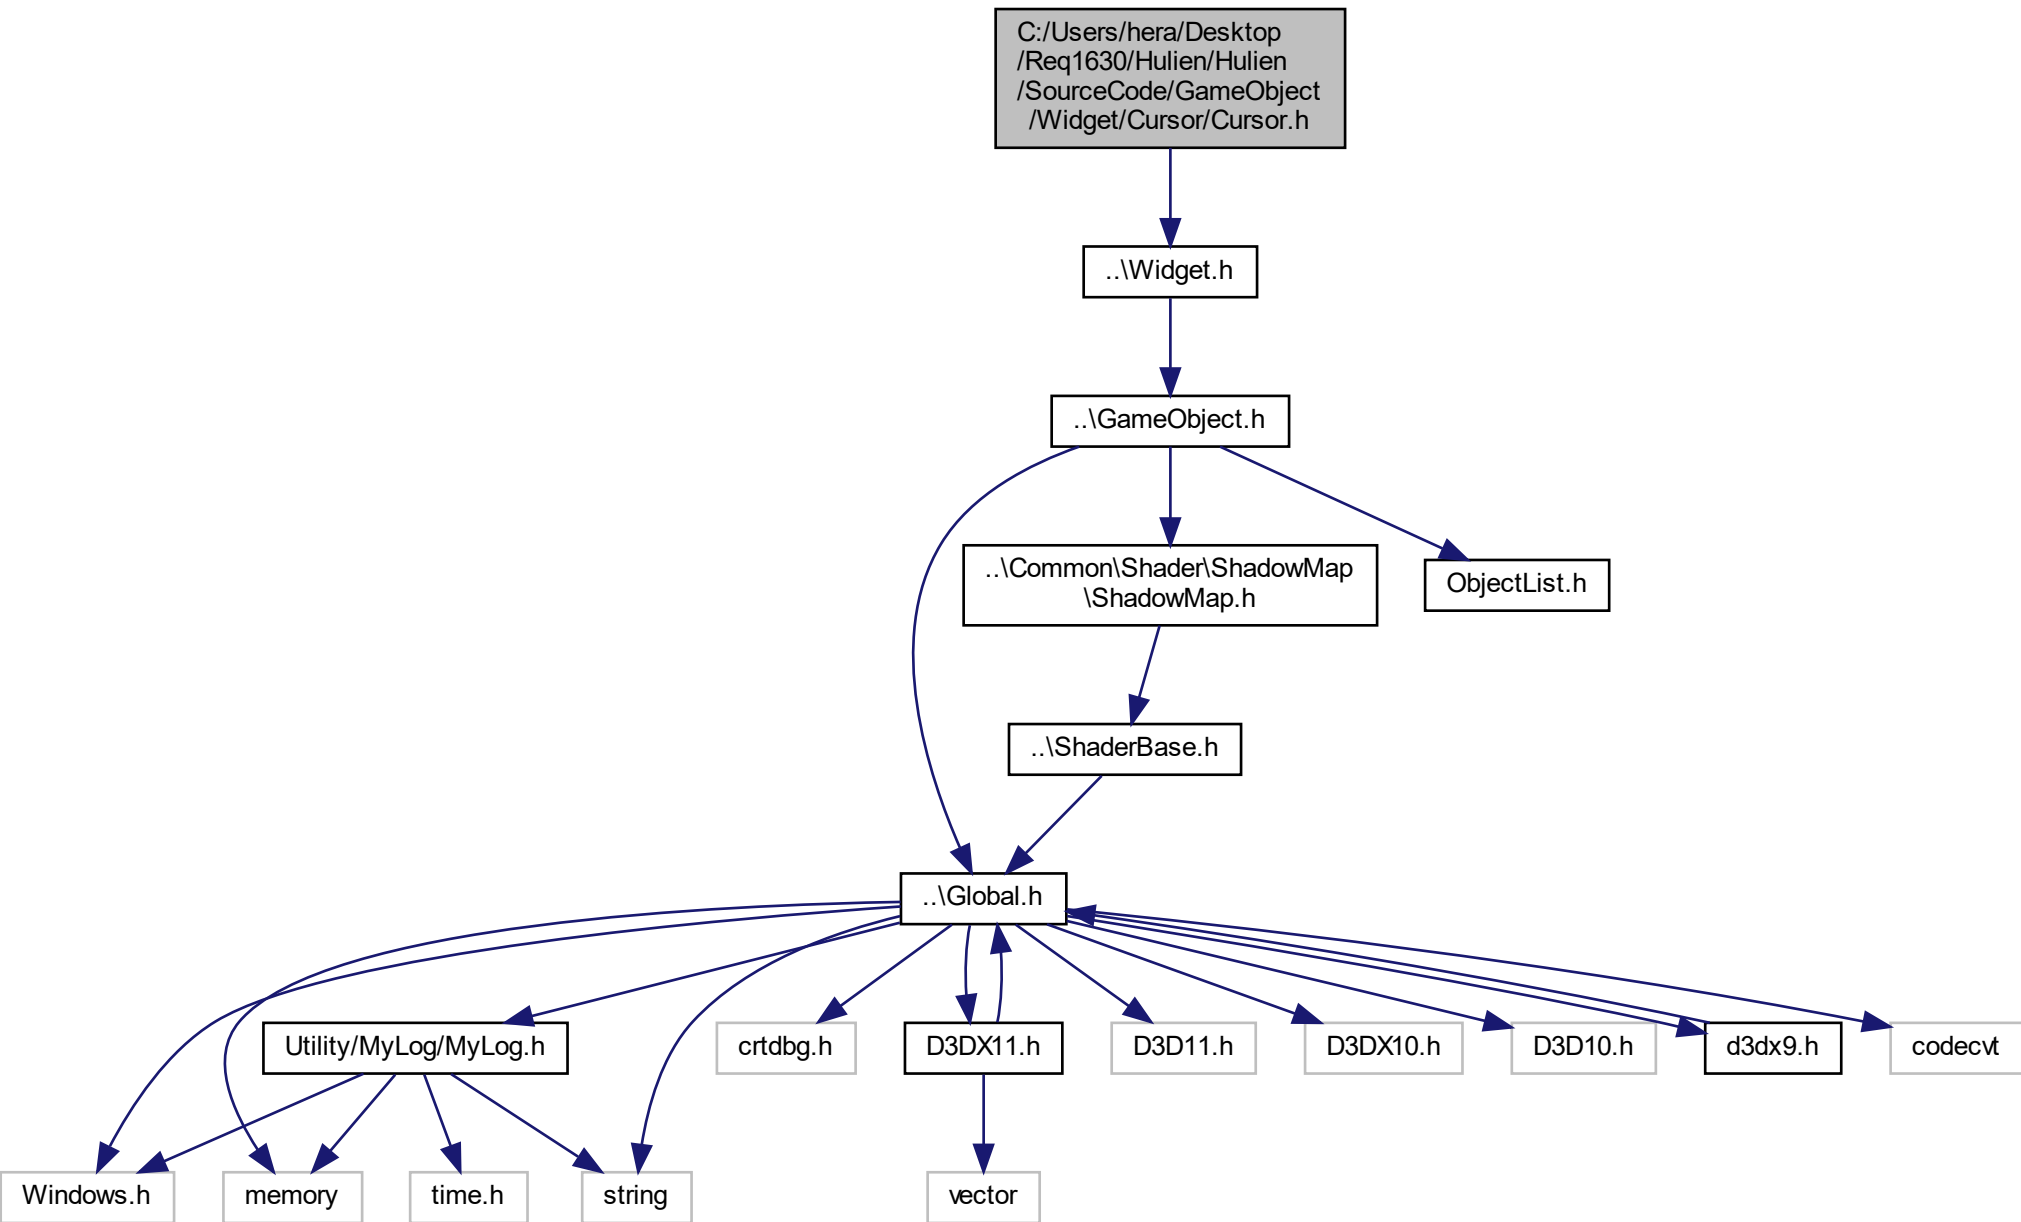 C:/Users/hera/Desktop
/Req1630/Hulien/Hulien
/SourceCode/GameObject
/Widget/Cursor/Cursor.h
..\Widget.h
..\GameObject.h
..\Common\Shader\ShadowMap
\ShadowMap.h
ObjectList.h
..\ShaderBase.h
..\Global.h
Utility/MyLog/MyLog.h
crtdbg.h
D3DX11.h
D3D11.h
D3DX10.h
D3D10.h
d3dx9.h
codecvt
Windows.h
memory
time.h
string
vector